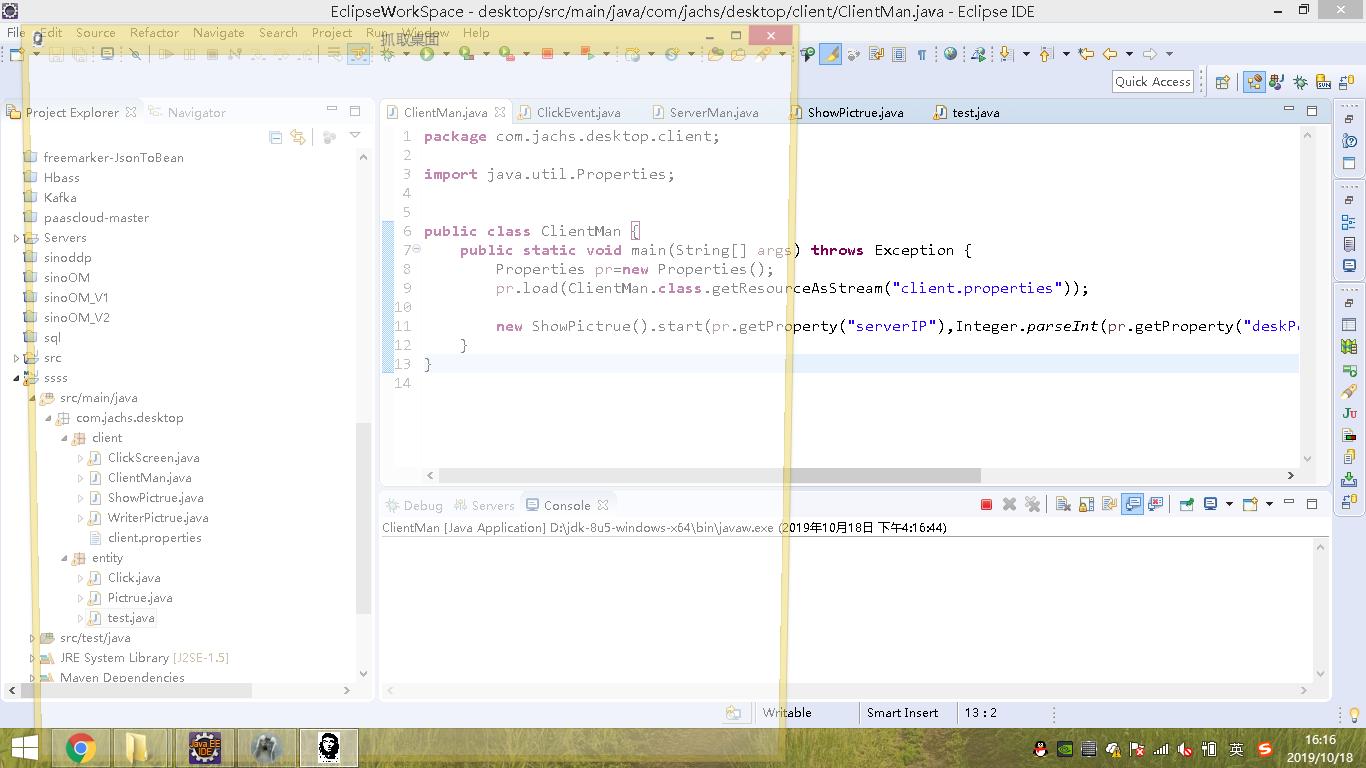 EclipseWorkSpace - desktop/src/main/java/com/jachs/desktop/client/ClientMan.java - Eclipse IDE
File Edit Source Refactor Navigate Search Project Run Window Help
抓取桌面
Quick Access
Project Explorer Navigator
ClientMan.java ClickEvent.java ServerMan.java ShowPictrue.java test.java
freemarker-JsonToBean
Hbass
Kafka
paascloud-master
Servers
sinoddp
sinoOM
sinoOM_V1
sinoOM_V2
sql
src
ssss
src/main/java
com.jachs.desktop
client
ClickScreen.java
ClientMan.java
ShowPictrue.java
WriterPictrue.java
client.properties
entity
Click.java
Pictrue.java
test.java
src/test/java
JRE System Library [J2SE-1.5]
Maven Dependencies
1 package com.jachs.desktop.client;
2
3 import java.util.Properties;
4
5
6 public class ClientMan {
7 public static void main(String[] args) throws Exception {
8 Properties pr=new Properties();
9 pr.load(ClientMan.class.getResourceAsStream("client.properties"));
10
11 new ShowPictrue().start(pr.getProperty("serverIP"),Integer.parseInt(pr.getProperty("deskPo
12 }
13 }
14
Debug Servers Console
ClientMan [Java Application] D:\jdk-8u5-windows-x64\bin\javaw.exe (2019年10月18日 下午4:16:44)
Writable Smart Insert 13 : 2
Java EE
IDE
英
16:16
2019/10/18